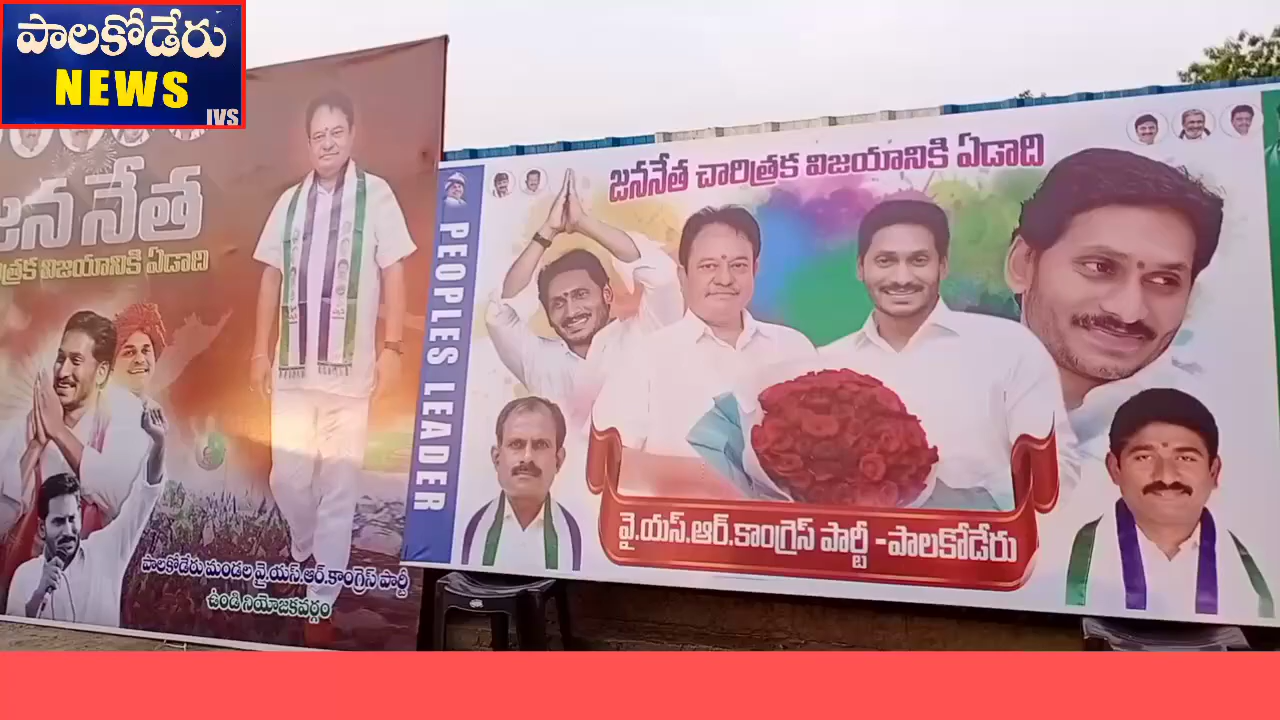 పాలకోడేరు
NEWS
IVS
జన నేత
విజయానికి ఏడాది
పాలకోడేరు మండల వై.యస్.ఆర్.కాంగ్రెస్ పార్టీ
ఉండి నియోజకవర్గం
PEOPLES LEADER
జననేత చారిత్రక విజయానికి ఏడాది
వై.యస్.ఆర్.కాంగ్రెస్ పార్టీ -పాలకోడేరు